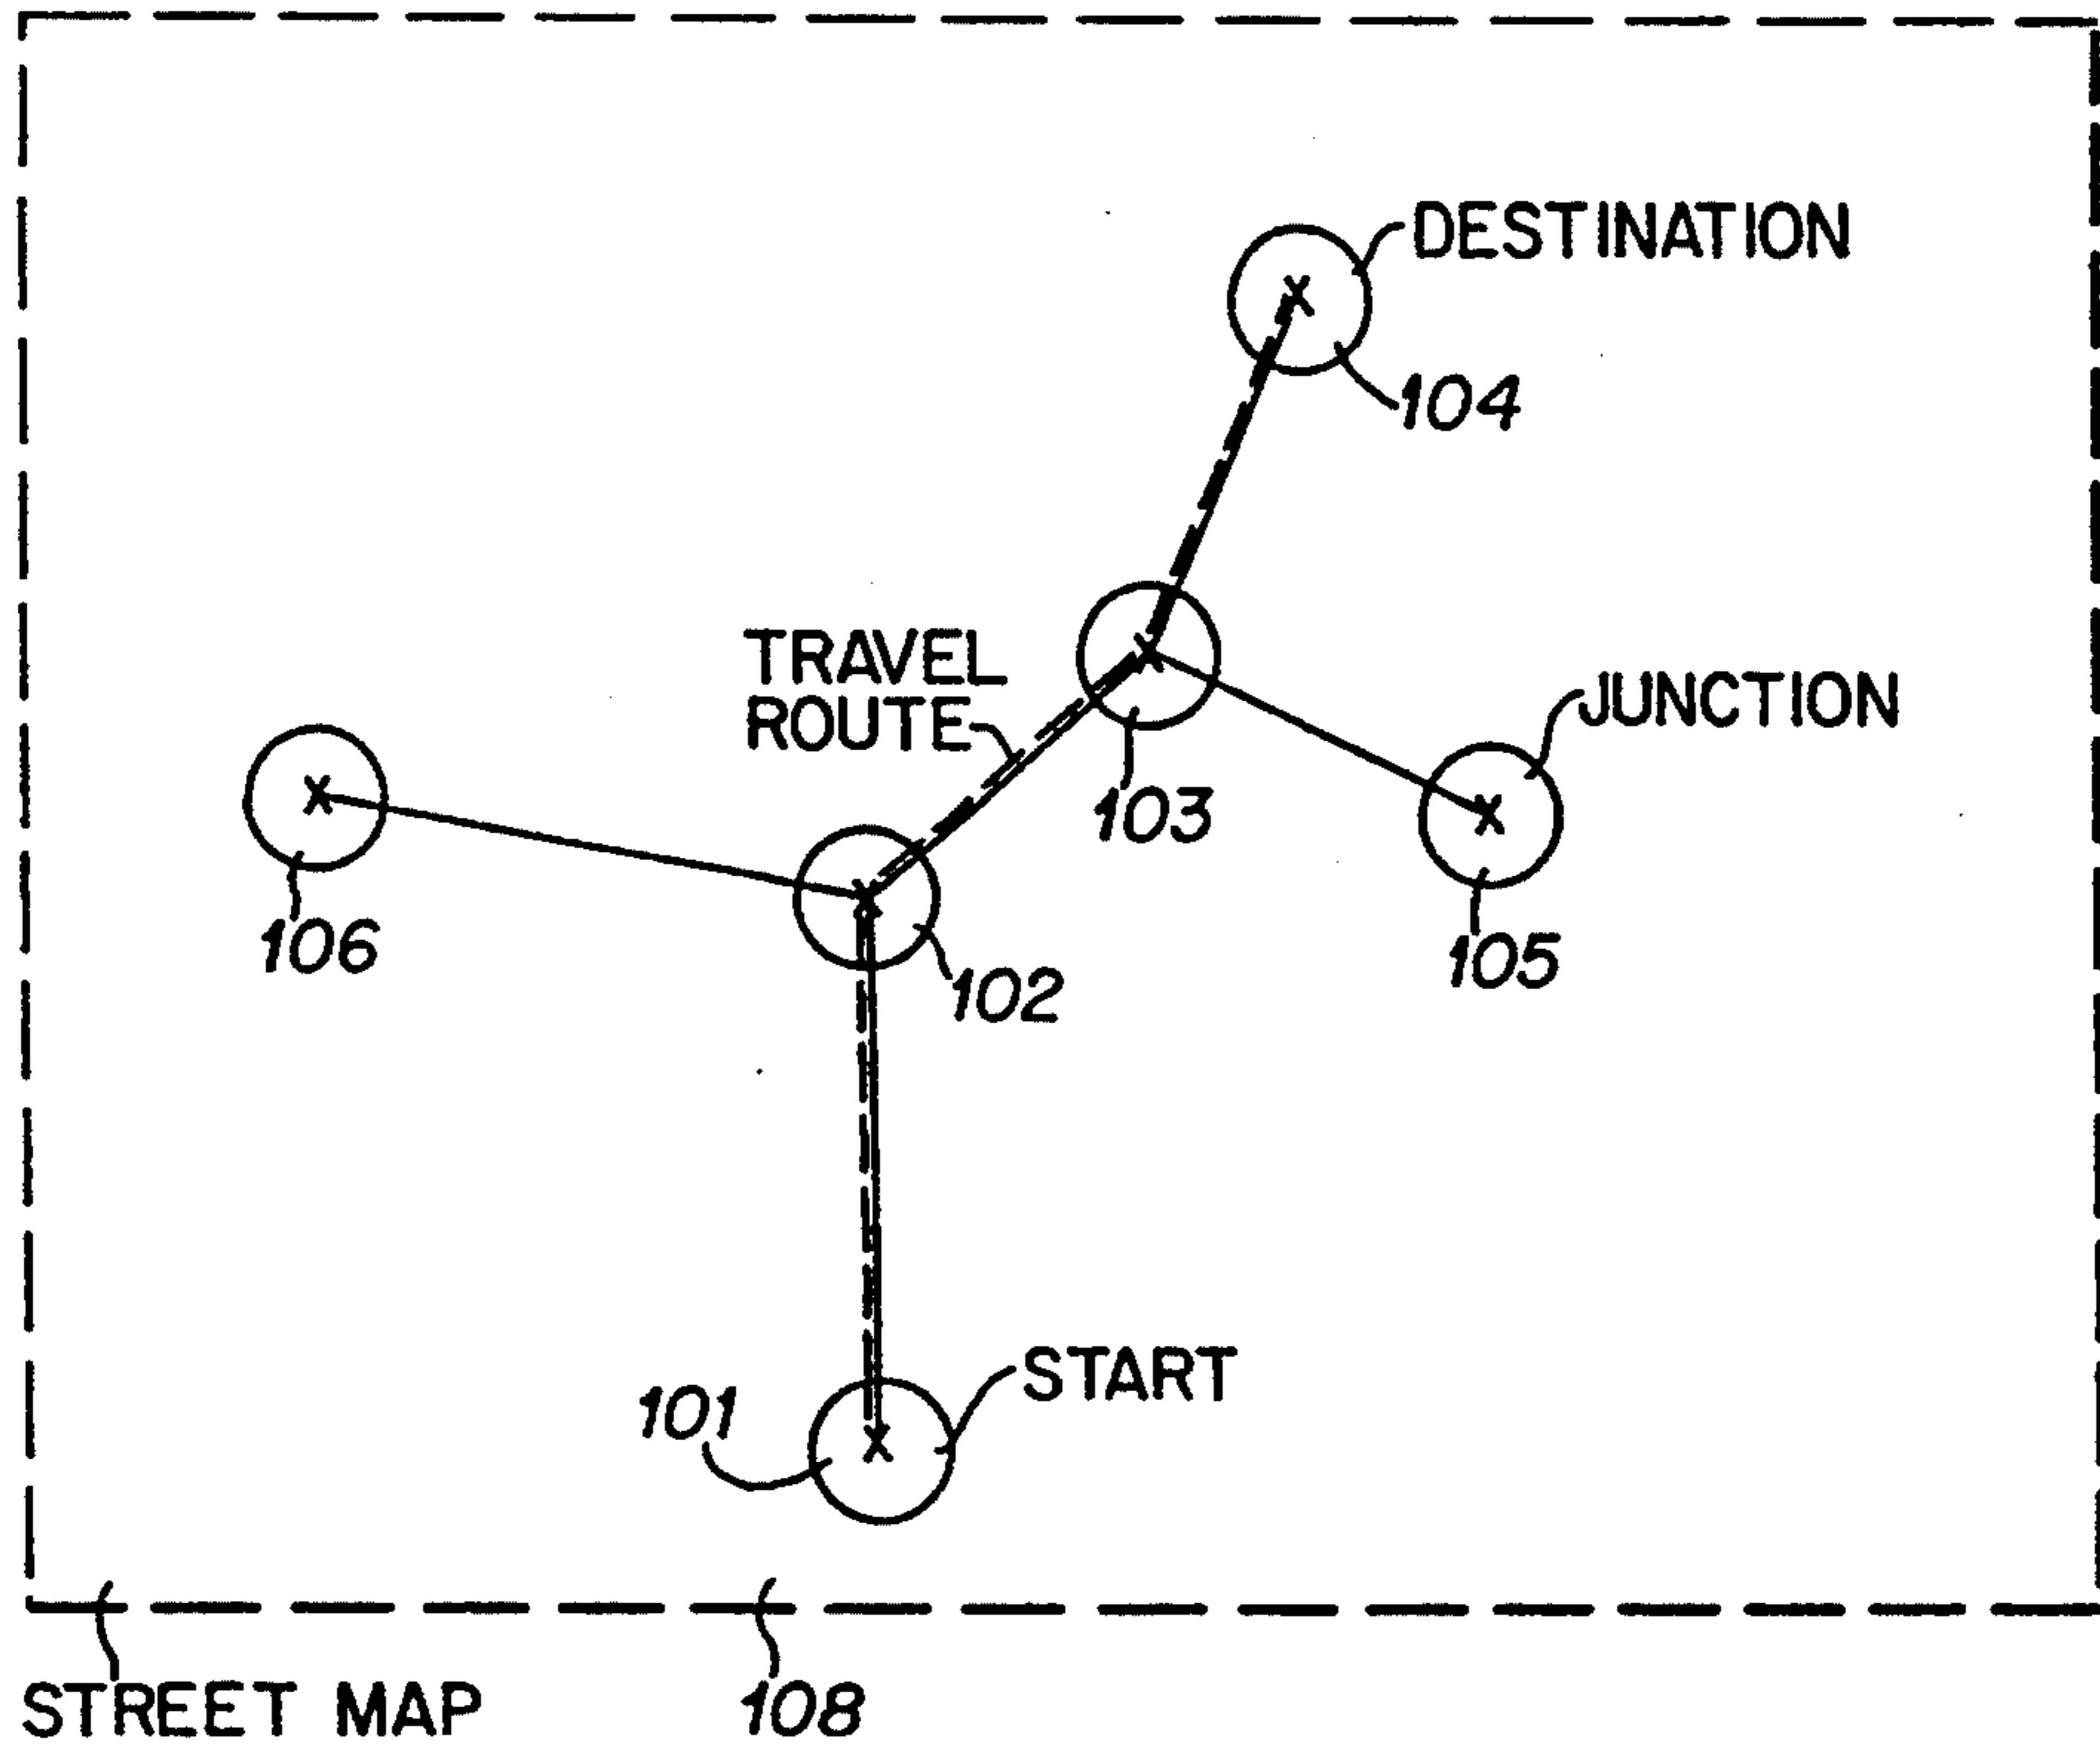 DESTINATION
104
TRAVEL
ROUTE
JUNCTION
103
106
102
105
START
101
STREET MAP
108